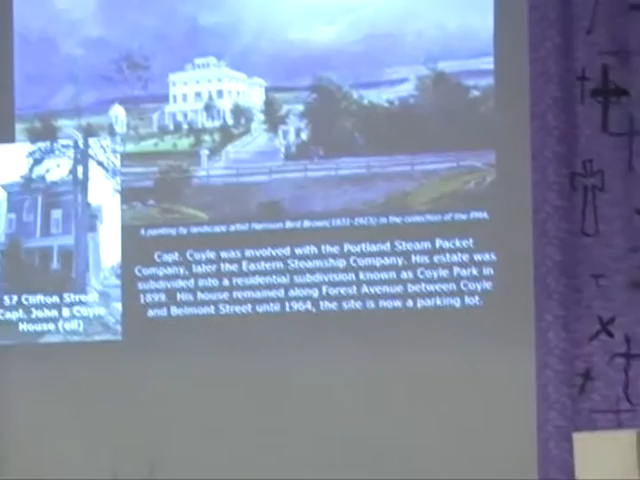 A painting by landscape artist Harrison Bird Brown(1831-1915) in the collection of the PMA.
Capt. Coyle was involved with the Portland Steam Packet
Company, later the Eastern Steamship Company. His estate was
subdivided into a residential subdivision known as Coyle Park in
1899. His house remained along Forest Avenue between Coyle
and Belmont Street until 1964, the site is now a parking lot.
57 Clifton Street
Capt. John B Coyle
House (ell)